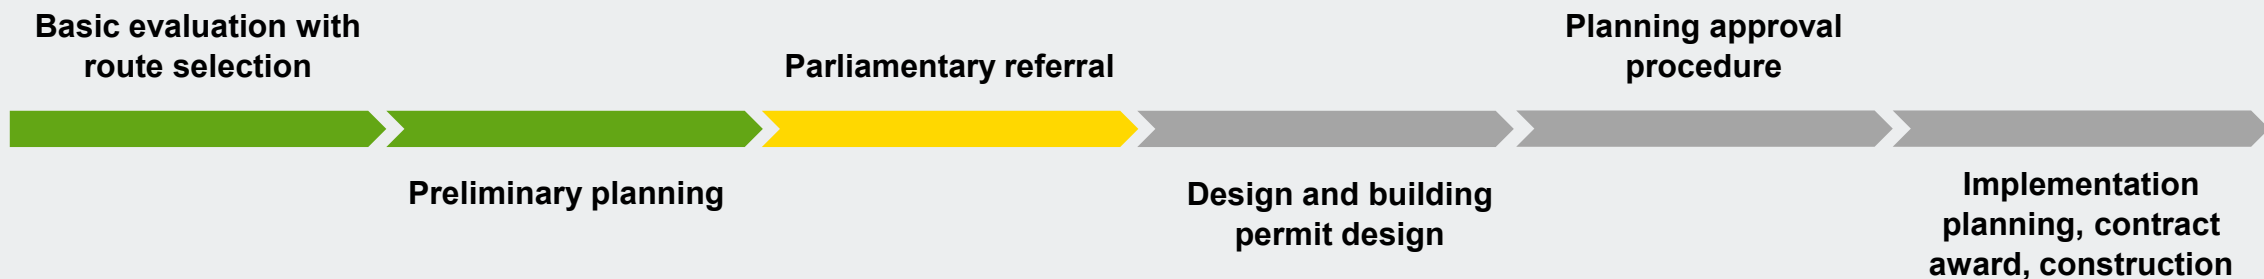 Basic evaluation with
route selection
Preliminary planning
Parliamentary referral
Design and building
permit design
Planning approval
procedure
Implementation
planning, contract
award, construction